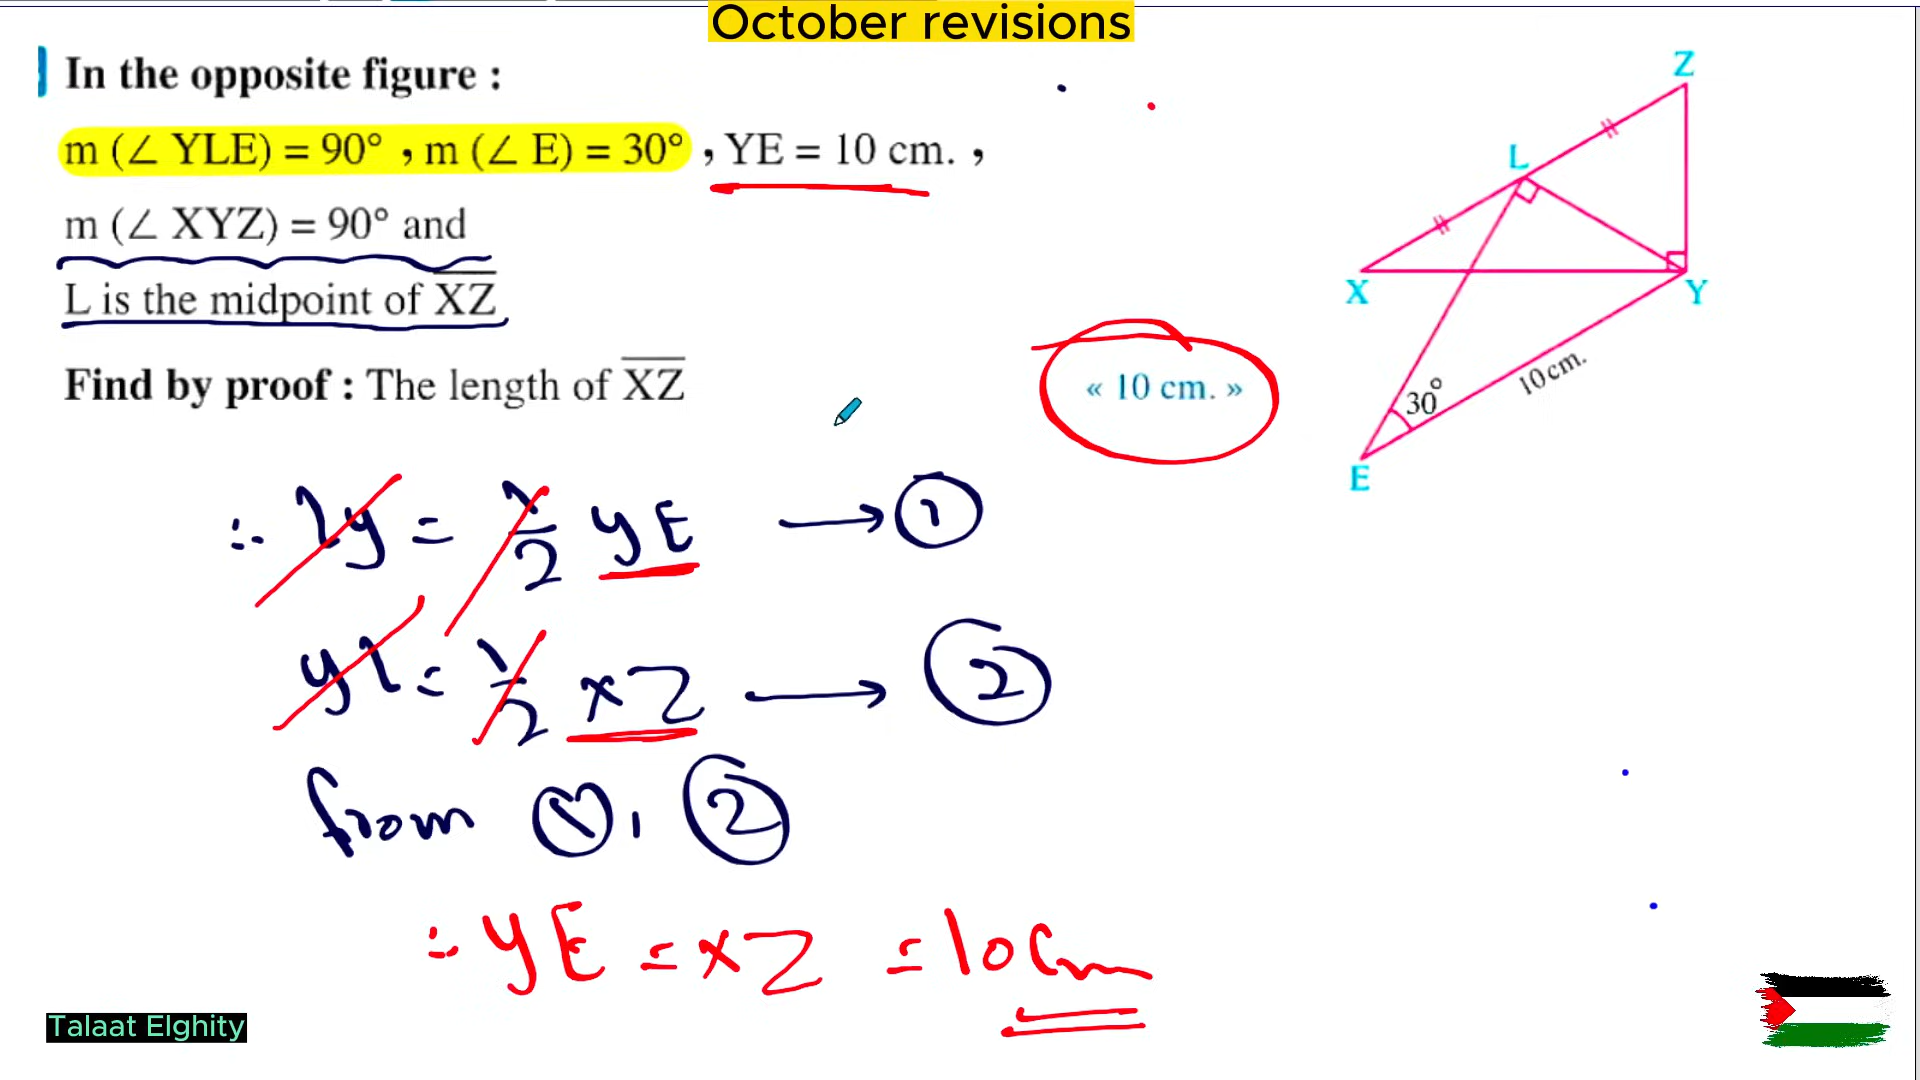 October revisions
In the opposite figure :
m (∠ YLE) = 90° , m (∠ E) = 30° , YE = 10 cm. ,
m (∠ XYZ) = 90° and
L is the midpoint of XZ
Find by proof : The length of XZ
« 10 cm. »
Z
L
X
Y
10 cm.
30°
E
∴ ly = 1/2 yE → 1
yl = 1/2 xZ → 2
from 1, 2
∴ yE = xZ = 10cm
Talaat Elghity